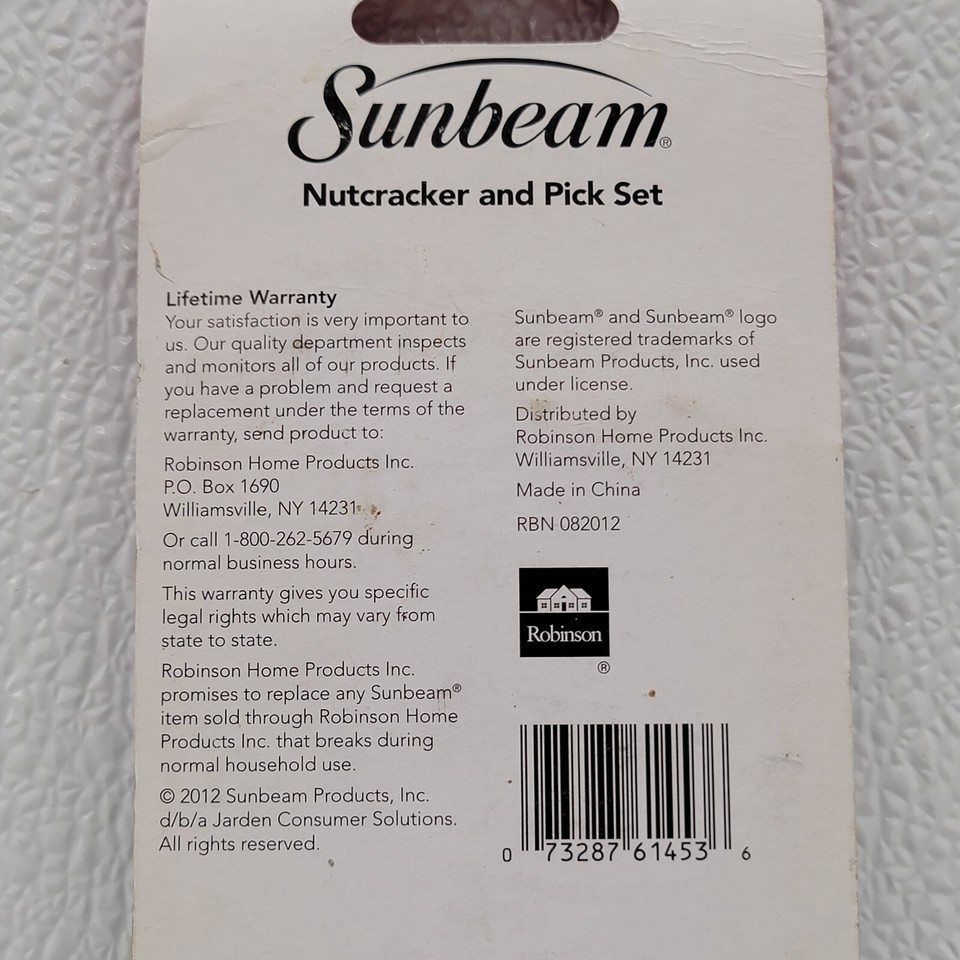 Sunbeam®
Nutcracker and Pick Set
Lifetime Warranty
Your satisfaction is very important to
us. Our quality department inspects
and monitors all of our products. If
you have a problem and request a
replacement under the terms of the
warranty, send product to:
Robinson Home Products Inc.
P.O. Box 1690
Williamsville, NY 14231
Or call 1-800-262-5679 during
normal business hours.
This warranty gives you specific
legal rights which may vary from
state to state.
Robinson Home Products Inc.
promises to replace any Sunbeam®
item sold through Robinson Home
Products Inc. that breaks during
normal household use.
© 2012 Sunbeam Products, Inc.
d/b/a Jarden Consumer Solutions.
All rights reserved.
Sunbeam® and Sunbeam® logo
are registered trademarks of
Sunbeam Products, Inc. used
under license.
Distributed by
Robinson Home Products Inc.
Williamsville, NY 14231
Made in China
RBN 082012
Robinson
®
0 73287 61453 6